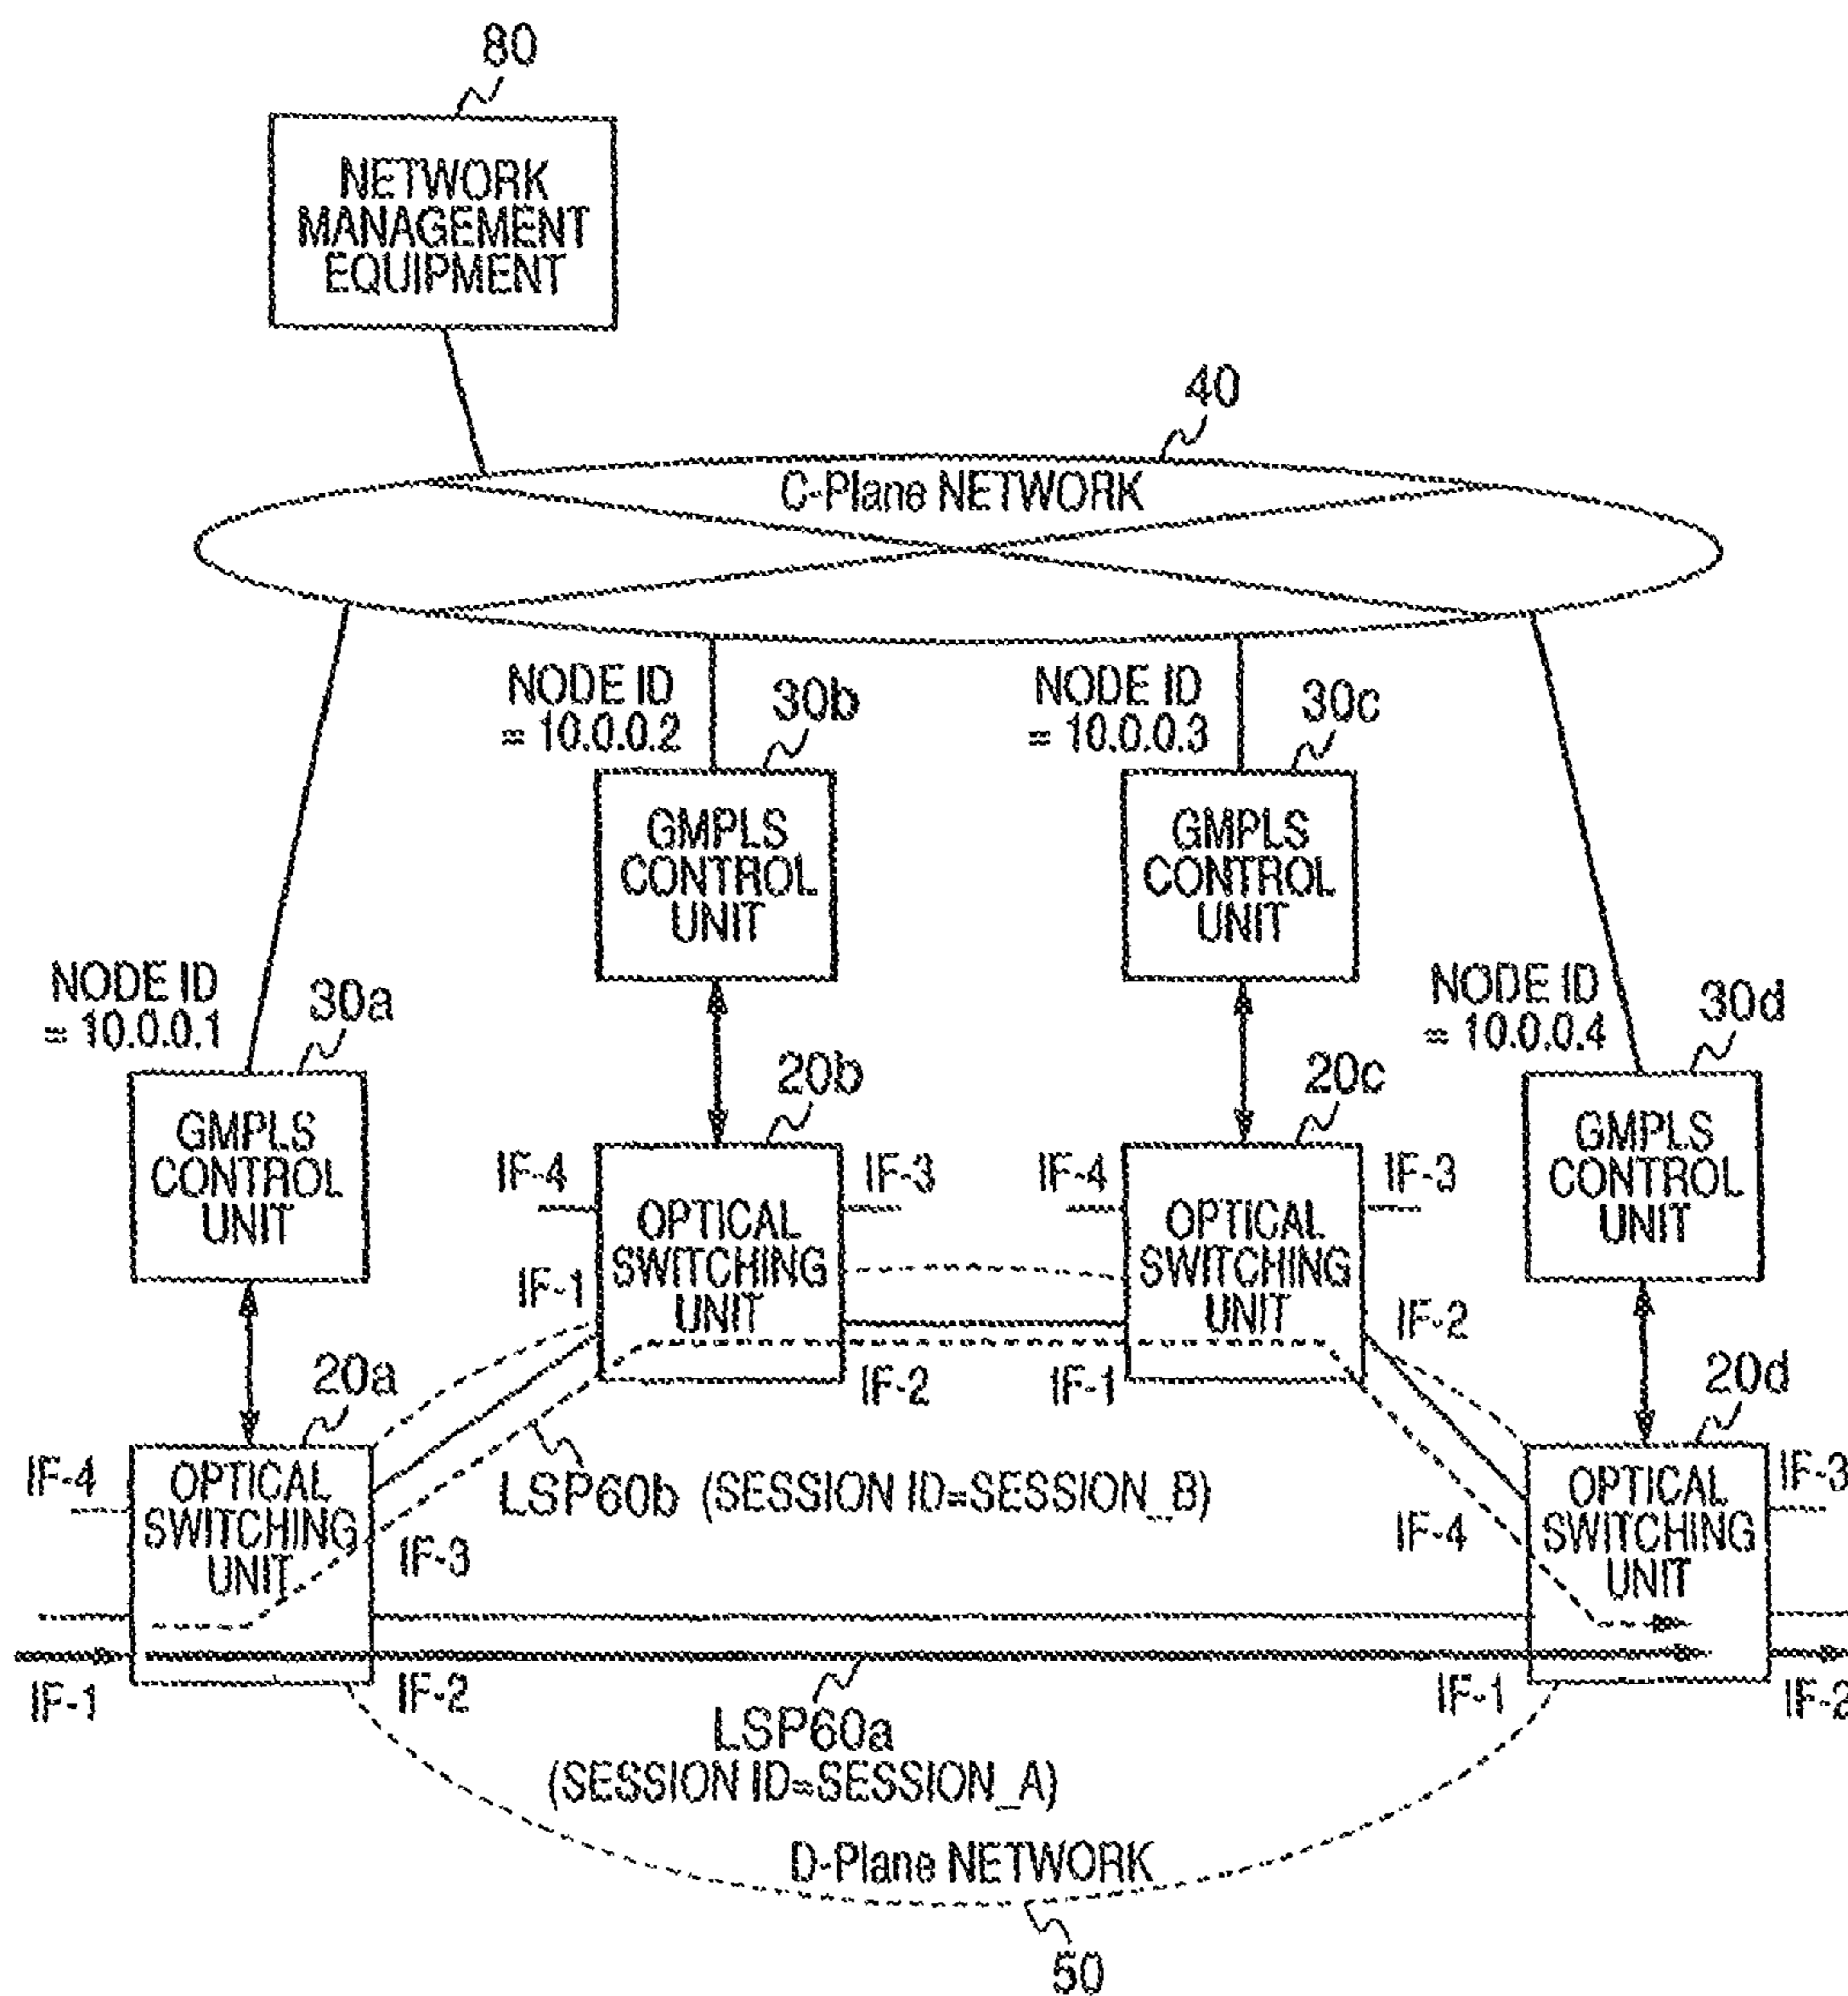 80
NETWORK
MANAGEMENT
EQUIPMENT
40
C-Plane NETWORK
NODE ID
= 10.0.0.2
30b
NODE ID
= 10.0.0.3
30c
GMPLS
CONTROL
UNIT
GMPLS
CONTROL
UNIT
NODE ID
= 10.0.0.1
30a
NODE ID
= 10.0.0.4
30d
20b
20c
GMPLS
CONTROL
UNIT
GMPLS
CONTROL
UNIT
IF-4
IF-3
IF-4
IF-3
OPTICAL
SWITCHING
UNIT
OPTICAL
SWITCHING
UNIT
IF-1
IF-2
IF-2
IF-1
20a
20d
IF-4
OPTICAL
SWITCHING
UNIT
LSP60b (SESSION ID=SESSION_B)
IF-3
IF-4
OPTICAL
SWITCHING
UNIT
IF-3
IF-1
IF-2
IF-1
IF-2
LSP60a
(SESSION ID=SESSION_A)
D-Plane NETWORK
50